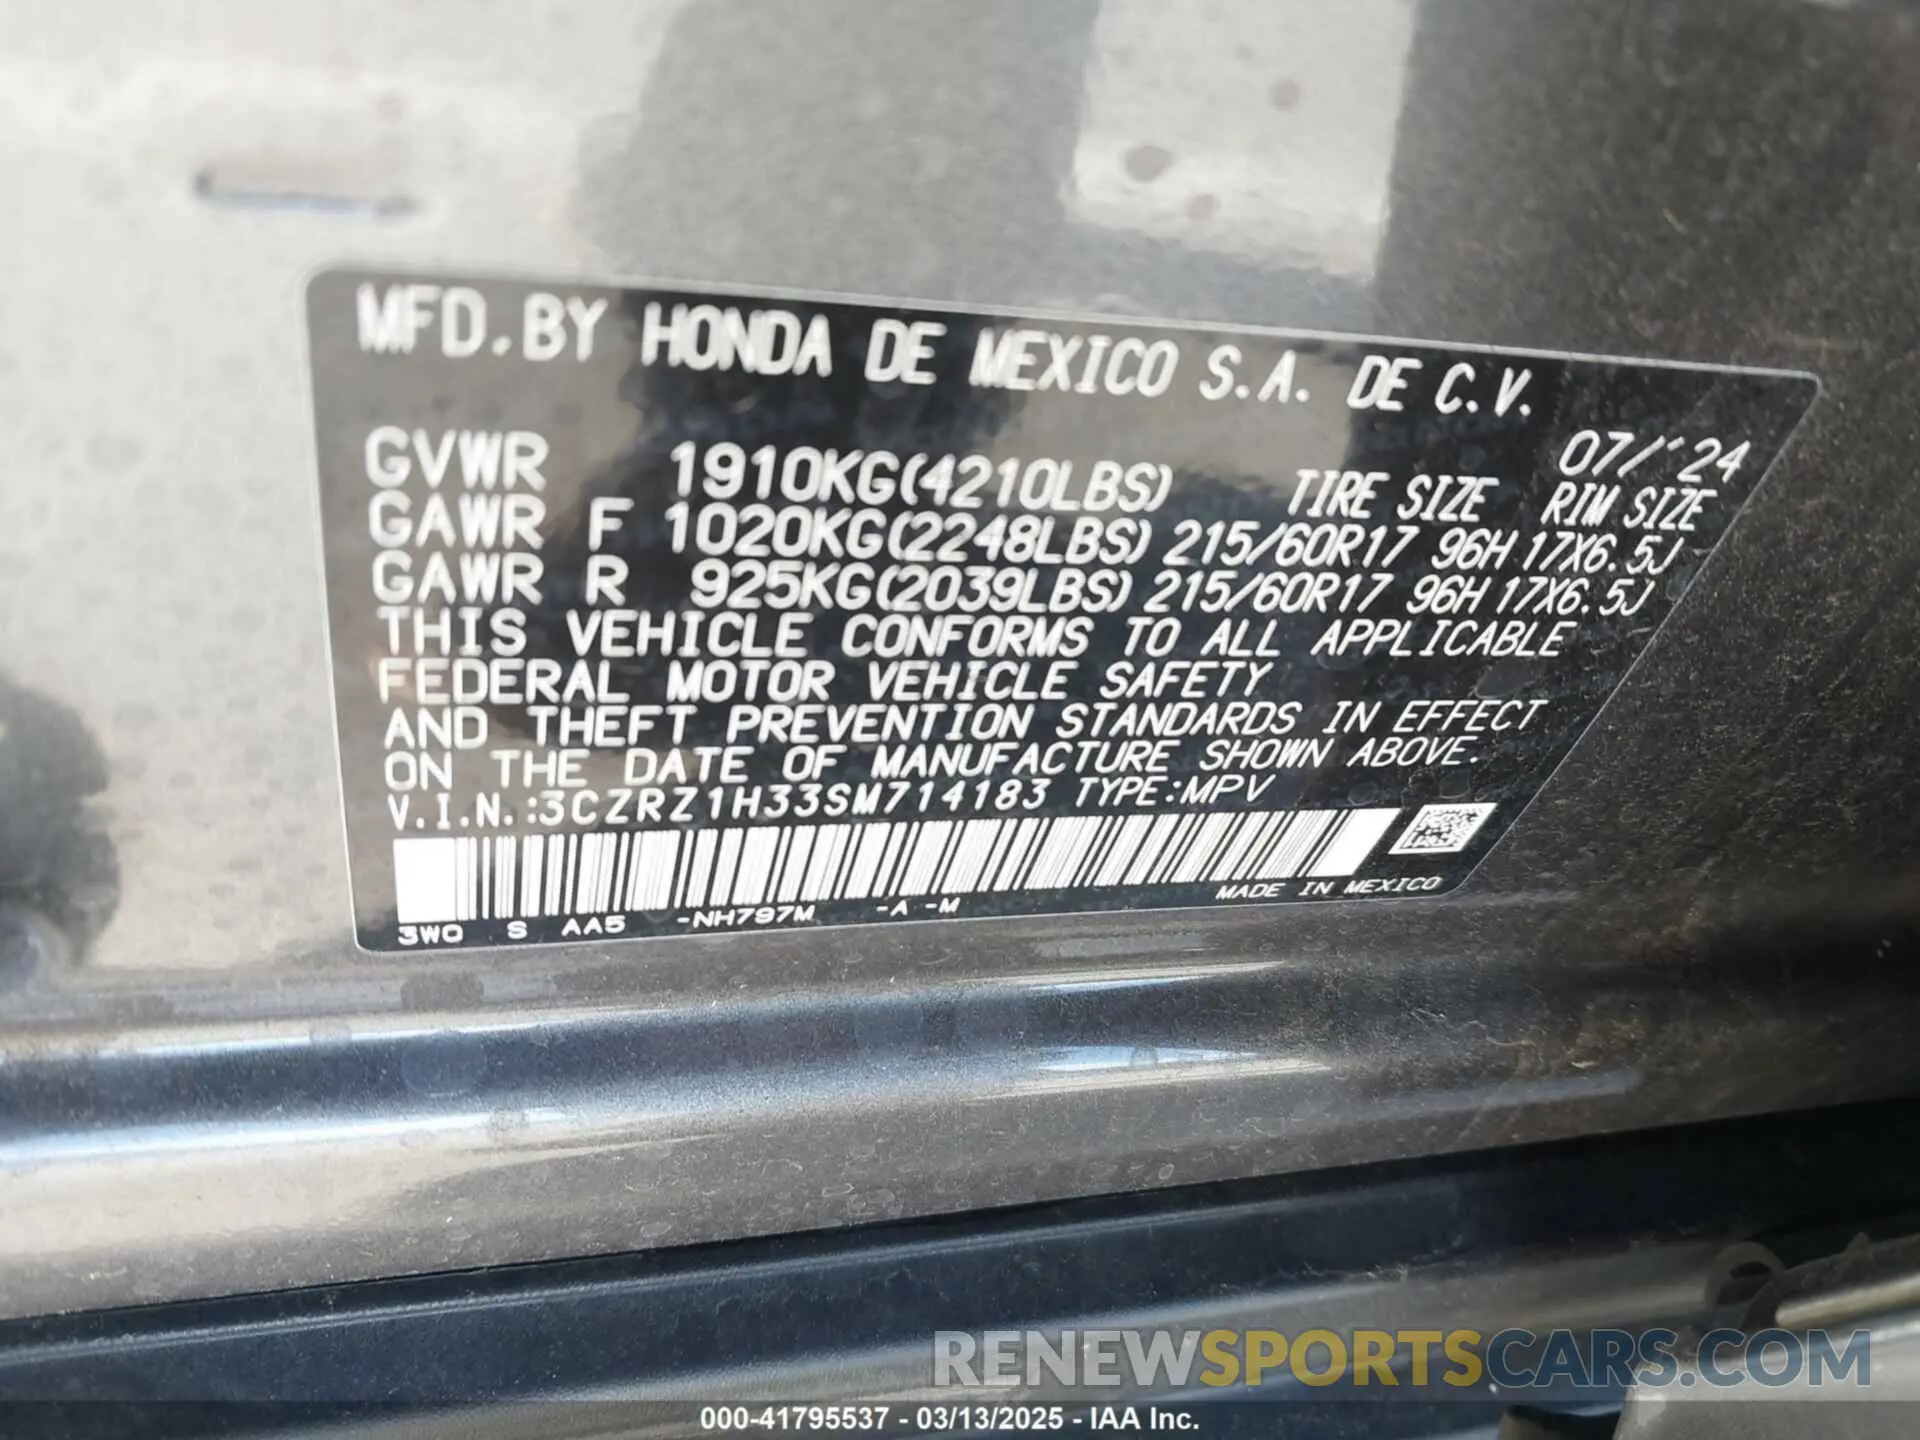 MFD. BY HONDA DE MEXICO S.A. DE C.V.
07/'24
GVWR 1910KG(4210LBS) TIRE SIZE RIM SIZE
GAWR F 1020KG(2248LBS) 215/60R17 96H 17X6.5J
GAWR R 925KG(2039LBS) 215/60R17 96H 17X6.5J
THIS VEHICLE CONFORMS TO ALL APPLICABLE
FEDERAL MOTOR VEHICLE SAFETY
AND THEFT PREVENTION STANDARDS IN EFFECT
ON THE DATE OF MANUFACTURE SHOWN ABOVE.
V.I.N.:3CZRZ1H33SM714183 TYPE:MPV
MADE IN MEXICO
3W0 S AA5 -NH797M -A -M
RENEWSPORTSCARS.COM
000-41795537 - 03/13/2025 - IAA Inc.